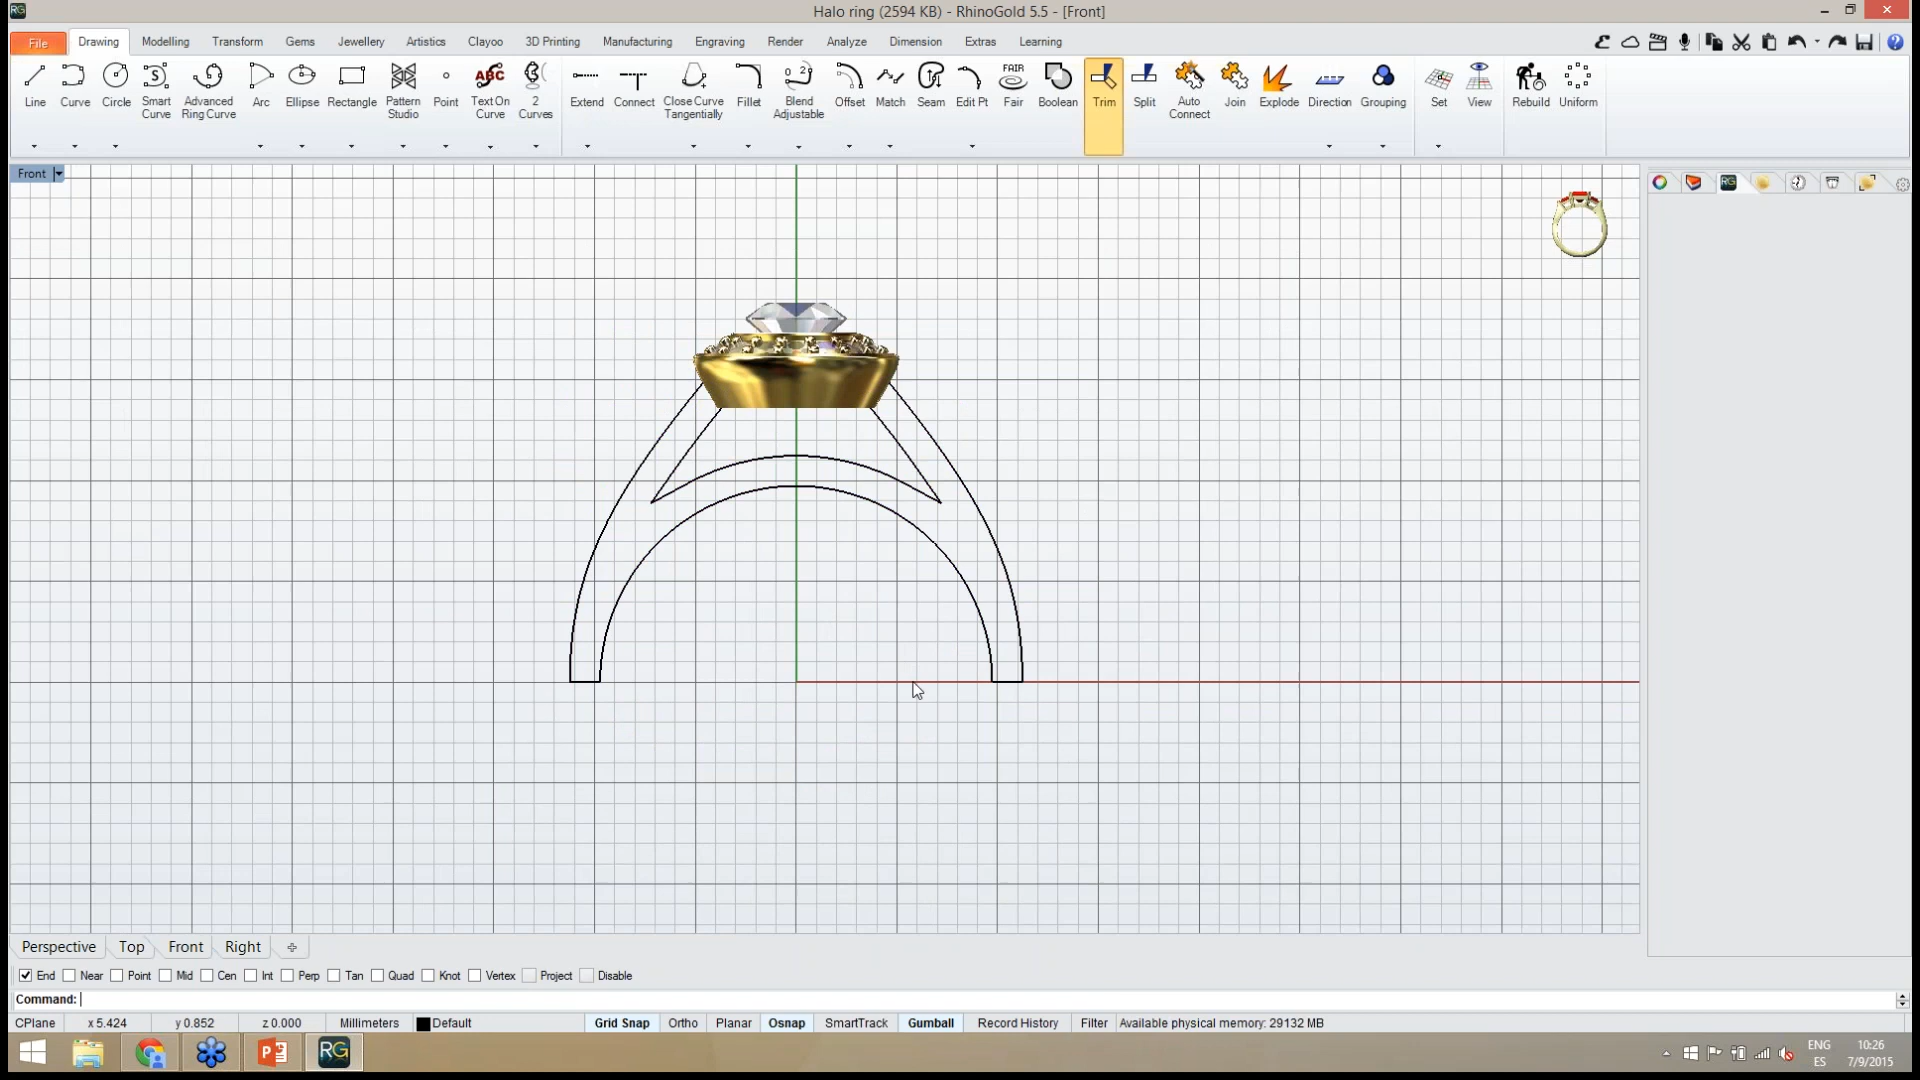 RG
Halo ring (2594 KB) - RhinoGold 5.5 - [Front]
File
Drawing
Modelling
Transform
Gems
Jewellery
Artistics
Clayoo
3D Printing
Manufacturing
Engraving
Render
Analyze
Dimension
Extras
Learning
ABC
2
FAIR
Line
Curve
Circle
Smart Curve
Advanced Ring Curve
Arc
Ellipse
Rectangle
Pattern Studio
Point
Text On Curve
2 Curves
Extend
Connect
Close Curve Tangentially
Fillet
Blend Adjustable
Offset
Match
Seam
Edit Pt
Fair
Boolean
Trim
Split
Auto Connect
Join
Explode
Direction
Grouping
Set
View
Rebuild
Uniform
Front
RG
Perspective
Top
Front
Right
End
Near
Point
Mid
Cen
Int
Perp
Tan
Quad
Knot
Vertex
Project
Disable
Command:
CPlane
x 5.424
y 0.852
z 0.000
Millimeters
Default
Grid Snap
Ortho
Planar
Osnap
SmartTrack
Gumball
Record History
Filter
Available physical memory: 29132 MB
RG
ENG
ES
10:26
7/9/2015